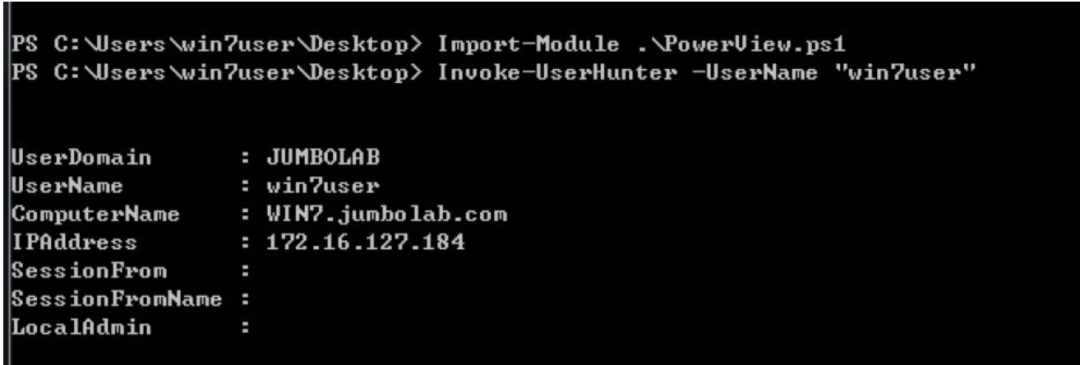 PS C:\Users\win7user\Desktop> Import-Module .\PowerView.ps1
PS C:\Users\win7user\Desktop> Invoke-UserHunter -UserName "win7user"
UserDomain : JUMBOLAB
UserName : win7user
ComputerName : WIN7.jumbolab.com
IPAddress : 172.16.127.184
SessionFrom :
SessionFromName :
LocalAdmin :